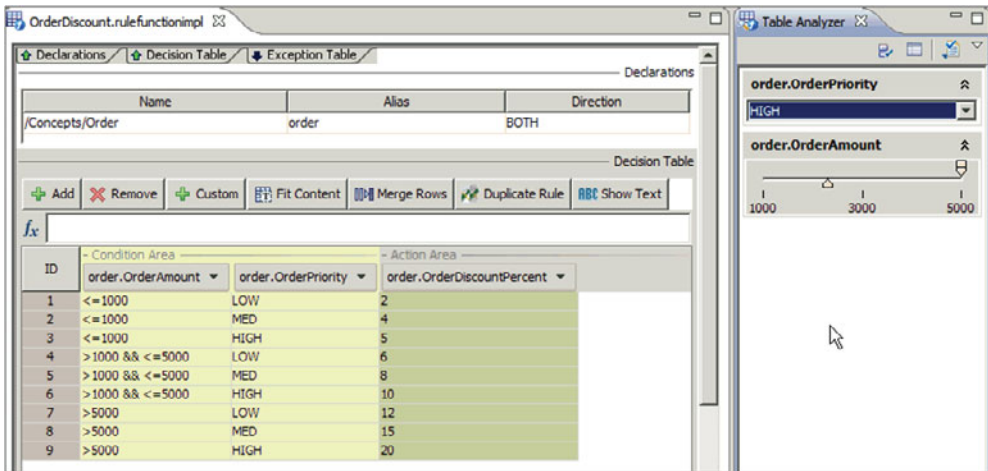 OrderDiscount.rulefunctionimpl
Declarations Decision Table Exception Table
Declarations
Name Alias Direction
/Concepts/Order order BOTH
Decision Table
Add Remove Custom Fit Content Merge Rows Duplicate Rule ABC Show Text
fx
ID - Condition Area - Action Area
order.OrderAmount order.OrderPriority order.OrderDiscountPercent
1 <=1000 LOW 2
2 <=1000 MED 4
3 <=1000 HIGH 5
4 >1000 && <=5000 LOW 6
5 >1000 && <=5000 MED 8
6 >1000 && <=5000 HIGH 10
7 >5000 LOW 12
8 >5000 MED 15
9 >5000 HIGH 20
Table Analyzer
order.OrderPriority
HIGH
order.OrderAmount
1000 3000 5000